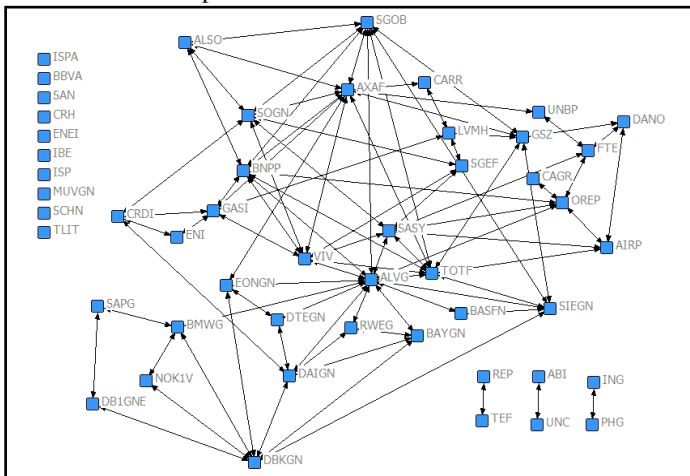 ISPA
BBVA
SAN
CRH
ENEI
IBE
ISP
MUVGN
SCHN
TLIT
SGOB
ALSO
AXAF
CARR
UNBP
DANO
SOGN
LVMH
GSZ
FTE
BNPP
SGEF
CAGR
OREP
CRDI
GASI
ENI
SASY
AIRP
VIV
ALVG
TOTF
EONGN
SAPG
BMWG
DTEGN
RWEG
BASFN
SIEGN
BAYGN
NOK1V
DAIGN
DB1GNE
DBKGN
REP
ABI
ING
TEF
UNC
PHG